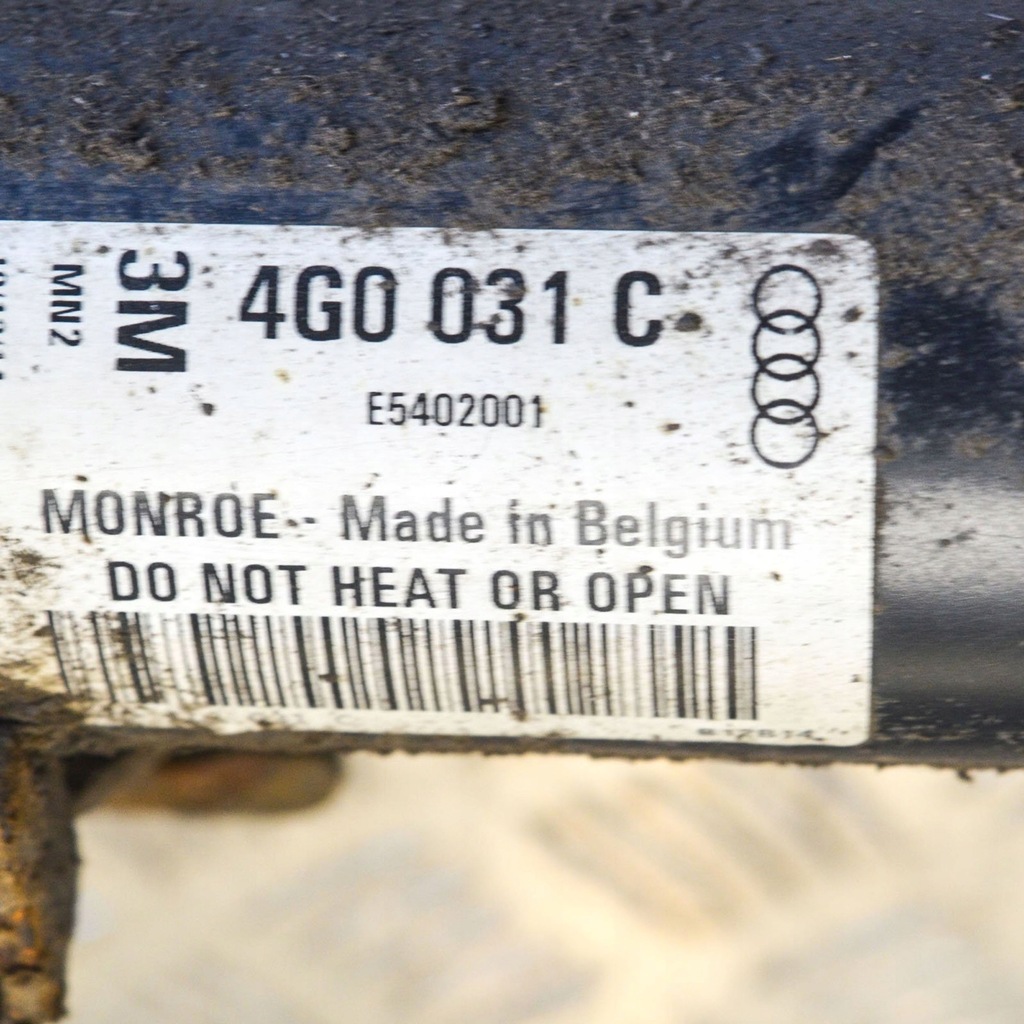 4G0 031 C
3M
MN2
E5402001
MONROE - Made in Belgium
DO NOT HEAT OR OPEN